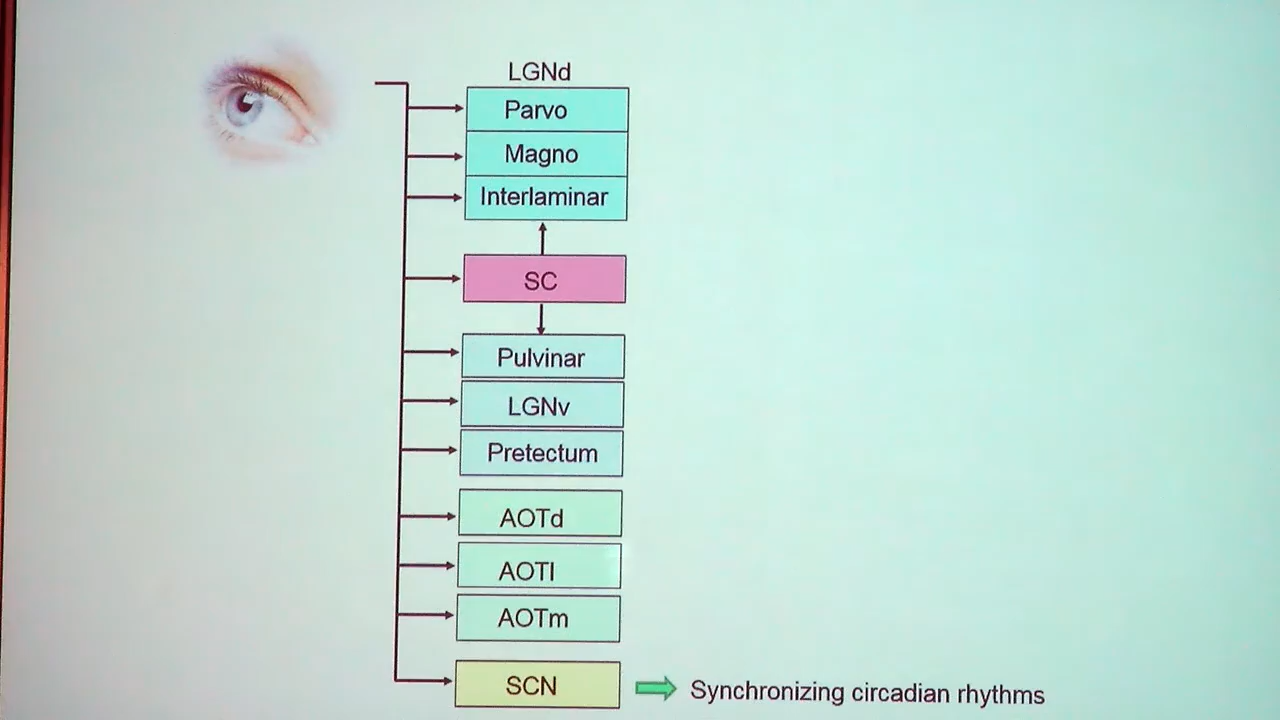 LGNd
Parvo
Magno
Interlaminar
SC
Pulvinar
LGNv
Pretectum
AOTd
AOTl
AOTm
SCN
Synchronizing circadian rhythms